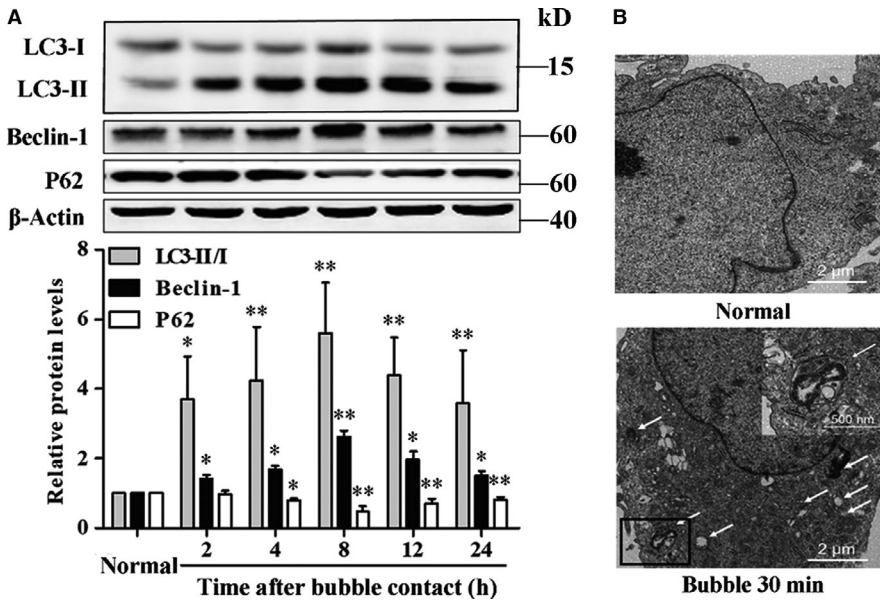 A
kD
LC3-I
15
LC3-II
Beclin-1
60
P62
60
β-Actin
40
Relative protein levels
8
6
4
2
0
LC3-II/I
Beclin-1
P62
* * ** * * ** ** ** ** * ** ** * **
Normal 2 4 8 12 24
Time after bubble contact (h)
B
2 μm
Normal
500 nm
2 μm
Bubble 30 min